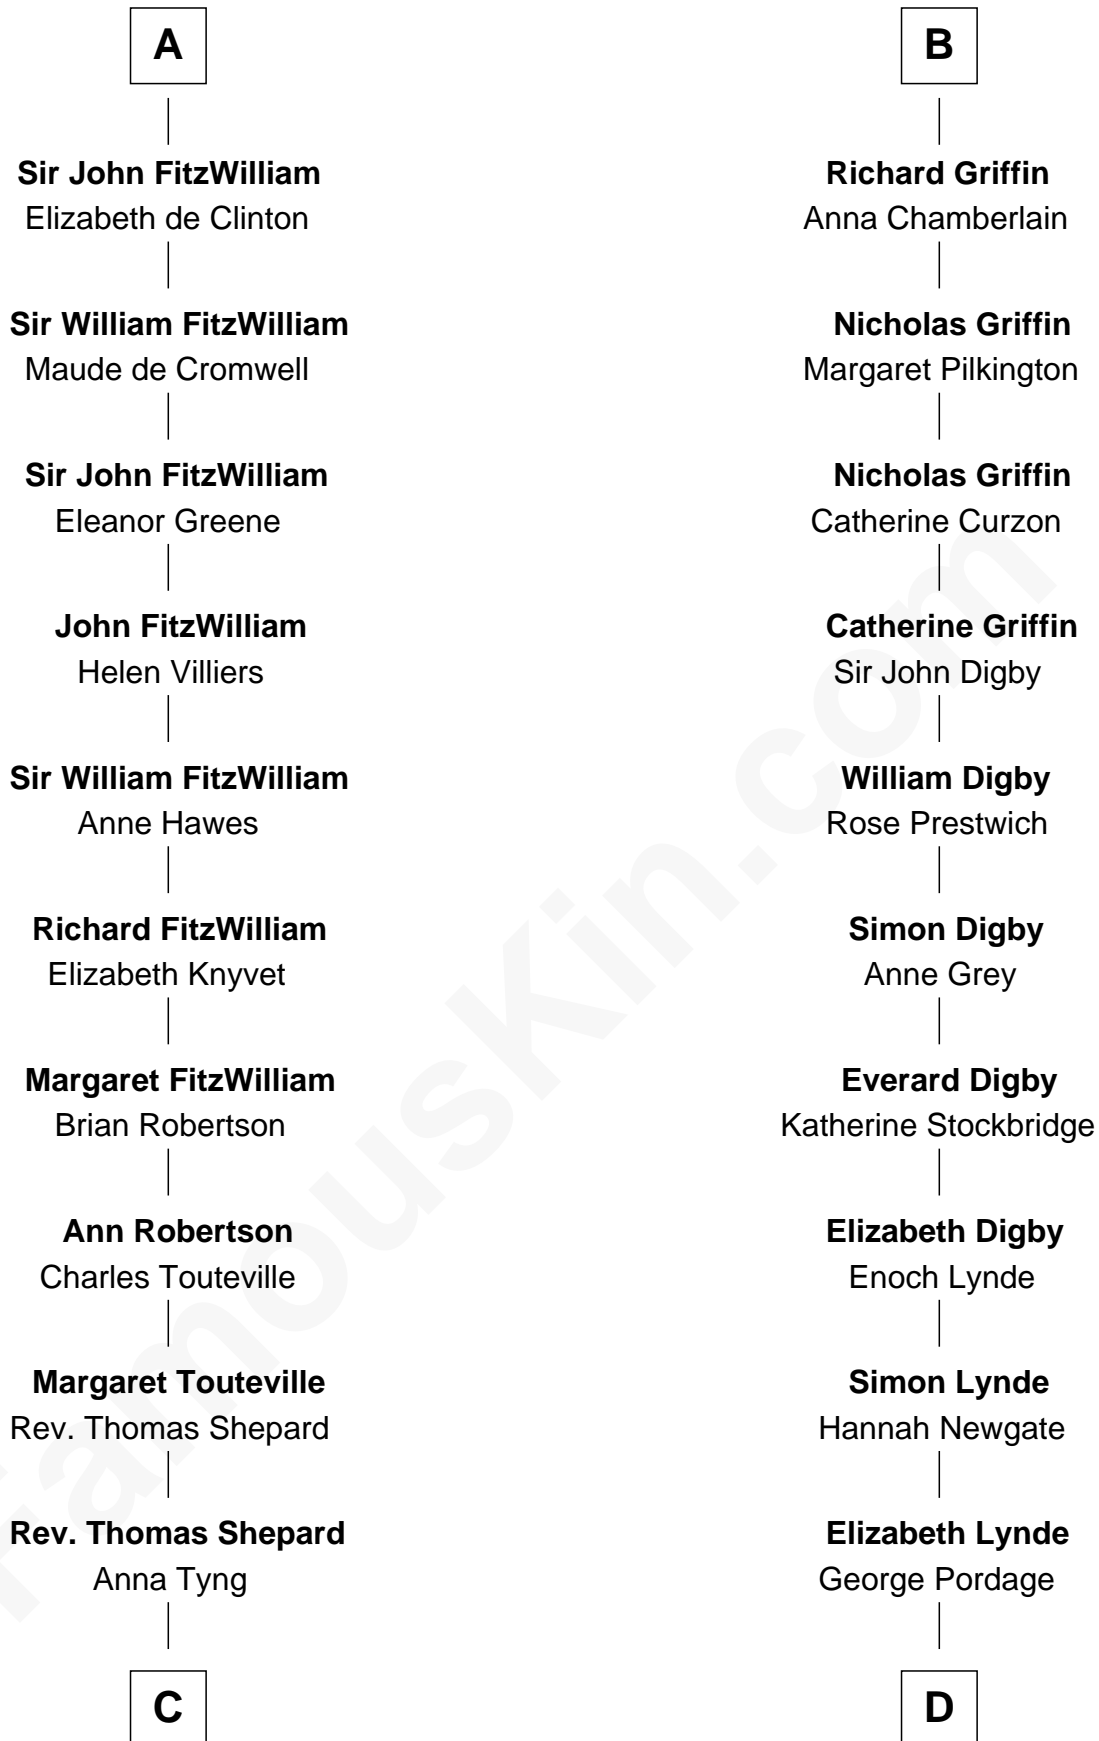 A
Sir John FitzWilliam
Elizabeth de Clinton
Sir William FitzWilliam
Maude de Cromwell
Sir John FitzWilliam
Eleanor Greene
John FitzWilliam
Helen Villiers
Sir William FitzWilliam
Anne Hawes
Richard FitzWilliam
Elizabeth Knyvet
Margaret FitzWilliam
Brian Robertson
Ann Robertson
Charles Touteville
Margaret Touteville
Rev. Thomas Shepard
Rev. Thomas Shepard
Anna Tyng
C
B
Richard Griffin
Anna Chamberlain
Nicholas Griffin
Margaret Pilkington
Nicholas Griffin
Catherine Curzon
Catherine Griffin
Sir John Digby
William Digby
Rose Prestwich
Simon Digby
Anne Grey
Everard Digby
Katherine Stockbridge
Elizabeth Digby
Enoch Lynde
Simon Lynde
Hannah Newgate
Elizabeth Lynde
George Pordage
D
FamousKin.com